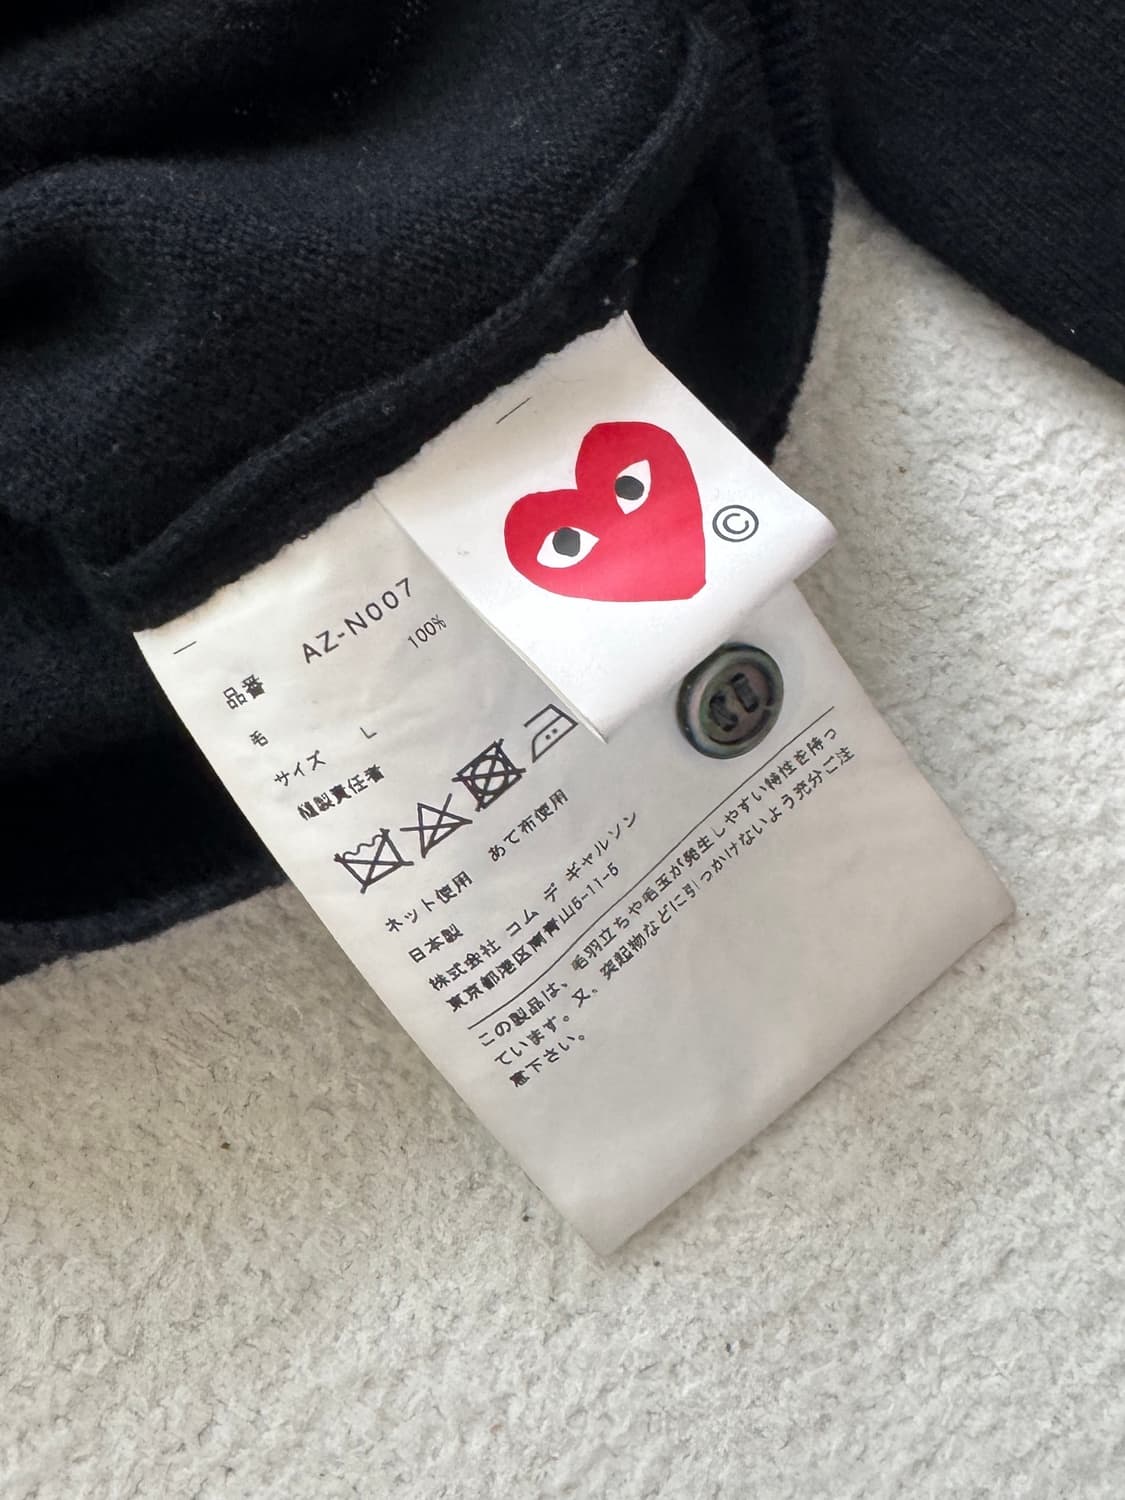 ©
品番 AZ-N007
毛 100%
サイズ L
縫製責任者
ネット使用 あて布使用
日本製
株式会社 コム デ ギャルソン
東京都港区南青山5-11-5
この製品は、毛羽立ちや毛玉が発生しやすい特性を持っ
ています。又、突起物などに引っかけないよう充分ご注
意下さい。